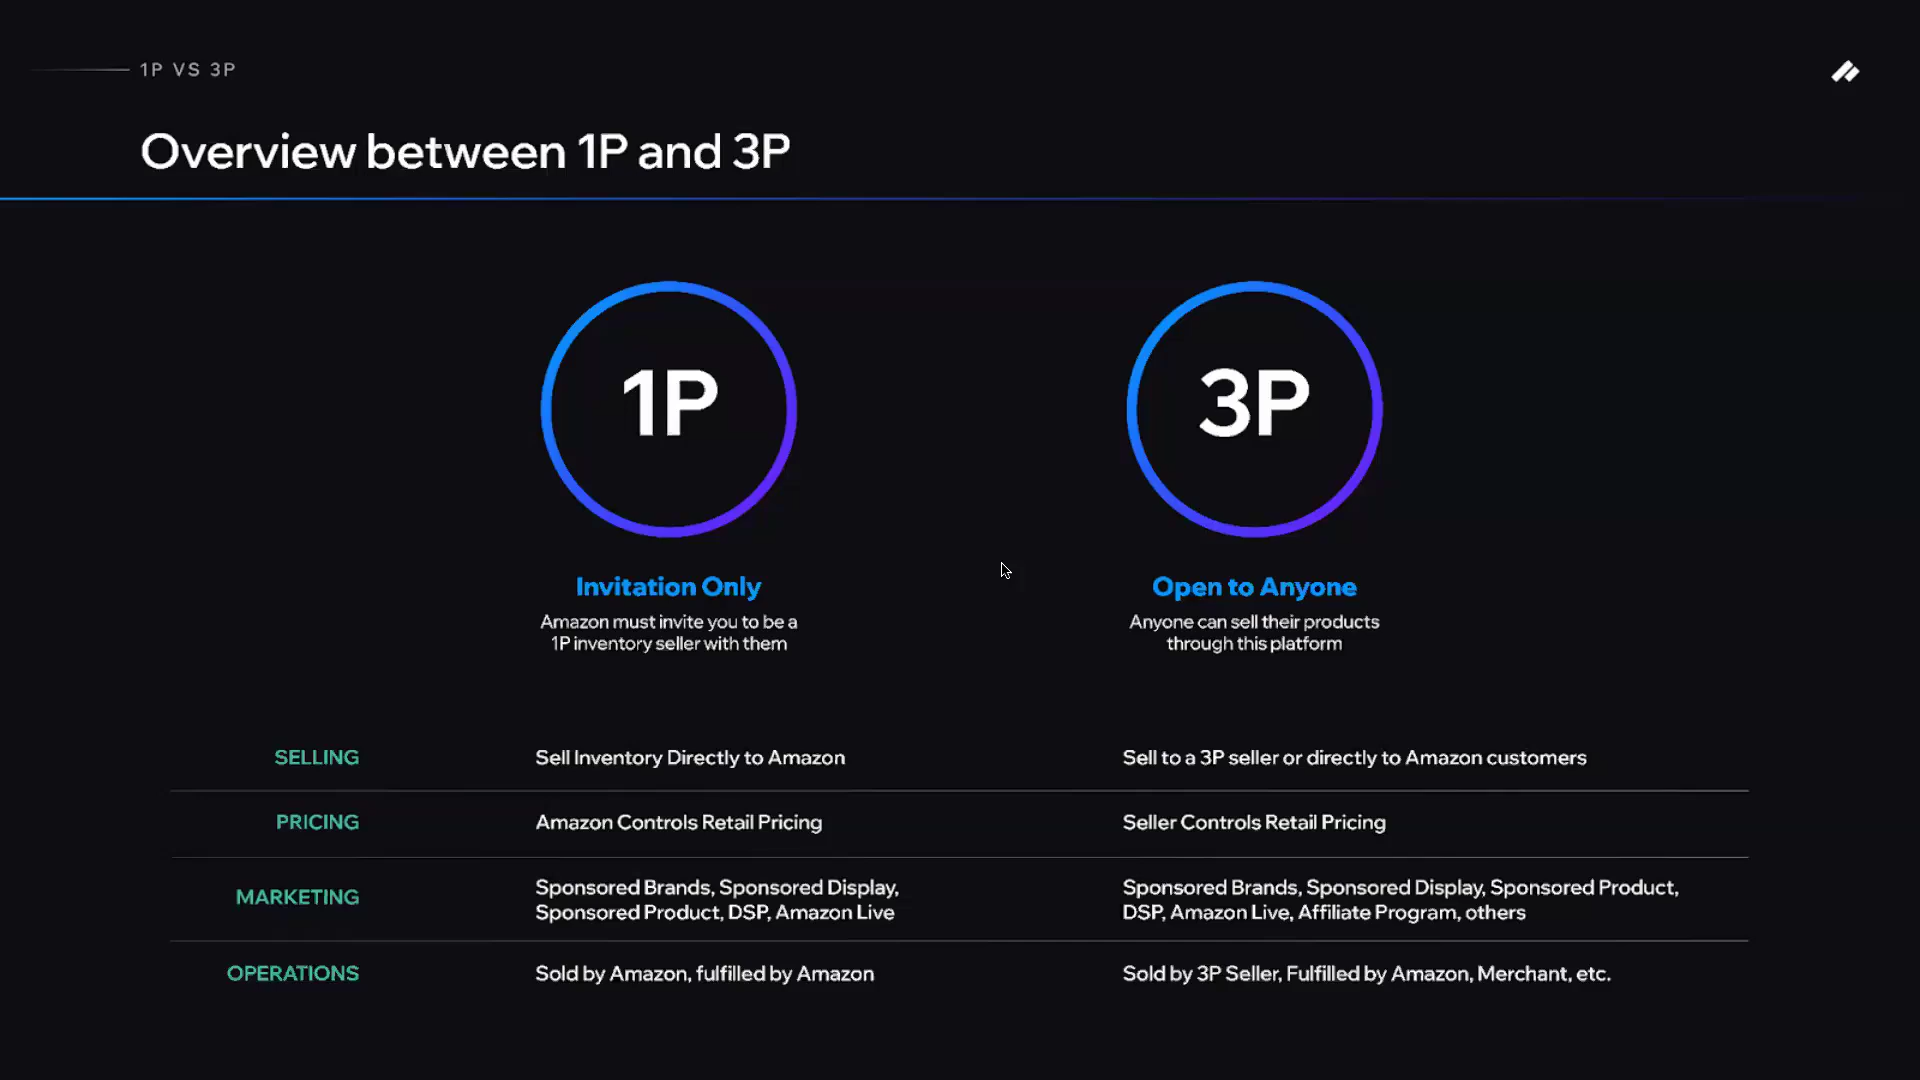 1P VS 3P
Overview between 1P and 3P
1P
3P
Invitation Only
Amazon must invite you to be a
1P inventory seller with them
Open to Anyone
Anyone can sell their products
through this platform
SELLING
Sell Inventory Directly to Amazon
Sell to a 3P seller or directly to Amazon customers
PRICING
Amazon Controls Retail Pricing
Seller Controls Retail Pricing
MARKETING
Sponsored Brands, Sponsored Display,
Sponsored Product, DSP, Amazon Live
Sponsored Brands, Sponsored Display, Sponsored Product,
DSP, Amazon Live, Affiliate Program, others
OPERATIONS
Sold by Amazon, fulfilled by Amazon
Sold by 3P Seller, Fulfilled by Amazon, Merchant, etc.